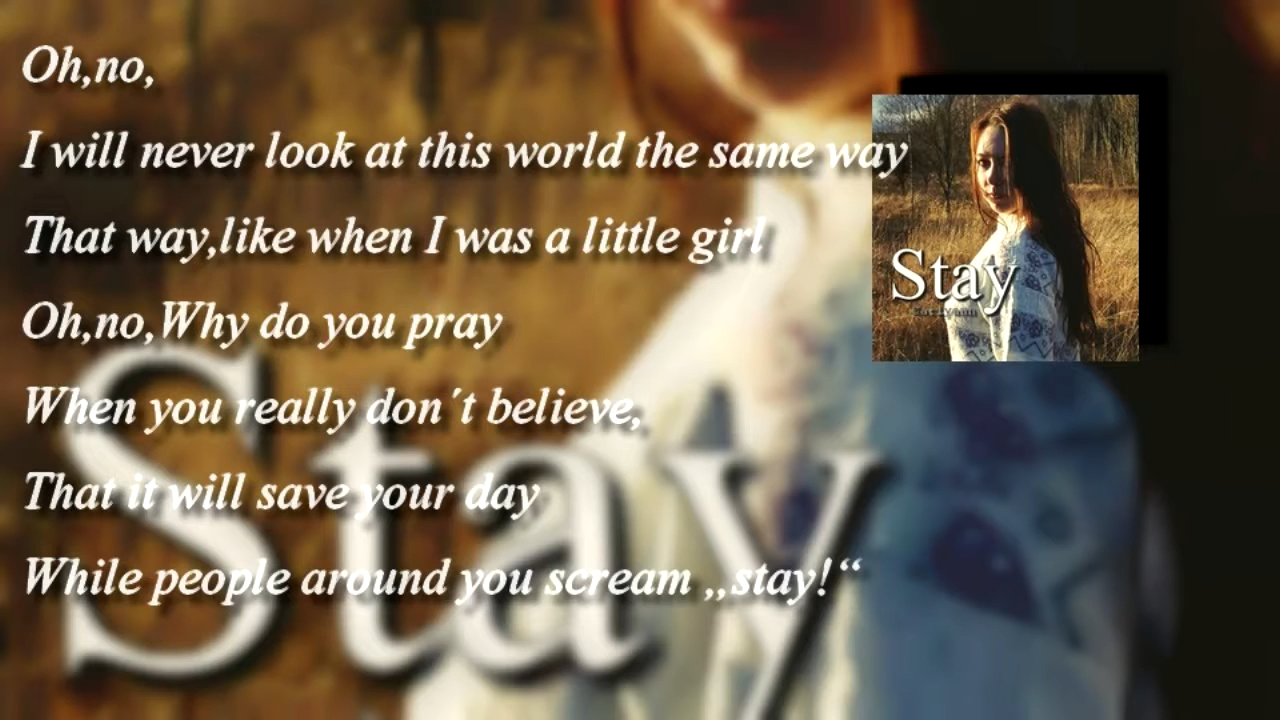 Oh,no,
I will never look at this world the same way
That way,like when I was a little girl
Oh,no,Why do you pray
When you really don´t believe,
That it will save your day
While people around you scream ,,stay!“
Stay
Stay